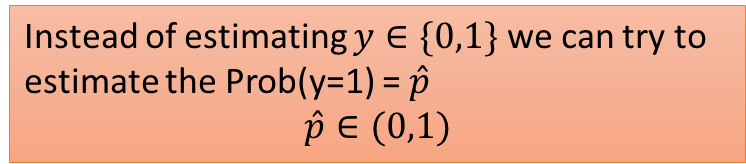 Instead of estimating y ∈ {0,1} we can try to
estimate the Prob(y=1) = p̂
p̂ ∈ (0,1)